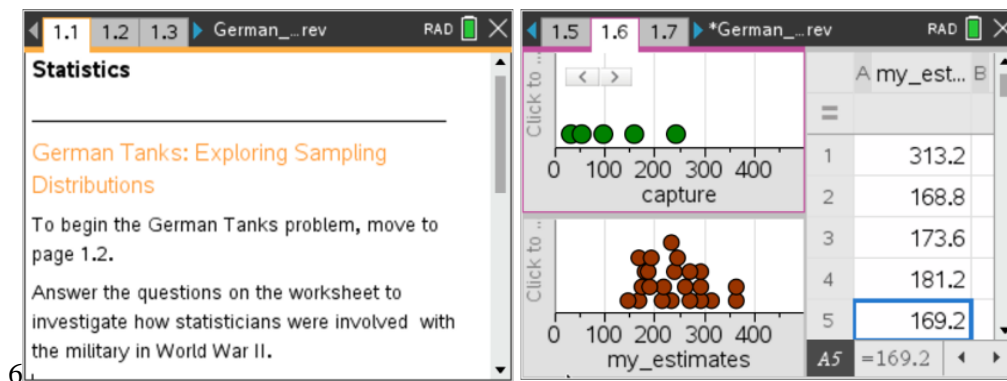 1.1 1.2 1.3 German_...rev RAD
Statistics
German Tanks: Exploring Sampling
Distributions
To begin the German Tanks problem, move to
page 1.2.
Answer the questions on the worksheet to
investigate how statisticians were involved with
the military in World War II.
6
1.5 1.6 1.7 *German_...rev RAD
Click to ...
0 100 200 300 400
capture
Click to ...
0 100 200 300 400
my_estimates
A my_est... B
=
1 313.2
2 168.8
3 173.6
4 181.2
5 169.2
A5 =169.2